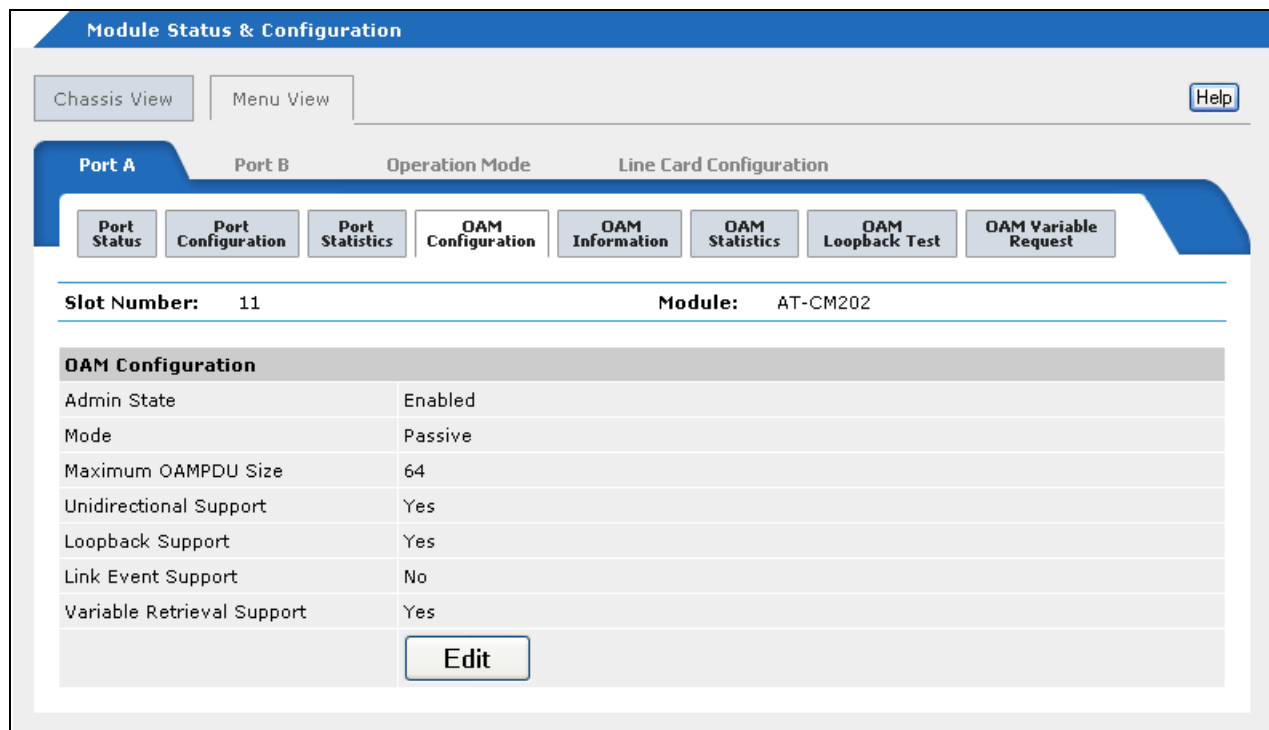 Module Status & Configuration
Chassis View
Menu View
Help
Port A
Port B
Operation Mode
Line Card Configuration
Port Status
Port Configuration
Port Statistics
OAM Configuration
OAM Information
OAM Statistics
OAM Loopback Test
OAM Variable Request
Slot Number: 11 Module: AT-CM202
OAM Configuration
Admin State Enabled
Mode Passive
Maximum OAMPDU Size 64
Unidirectional Support Yes
Loopback Support Yes
Link Event Support No
Variable Retrieval Support Yes
Edit